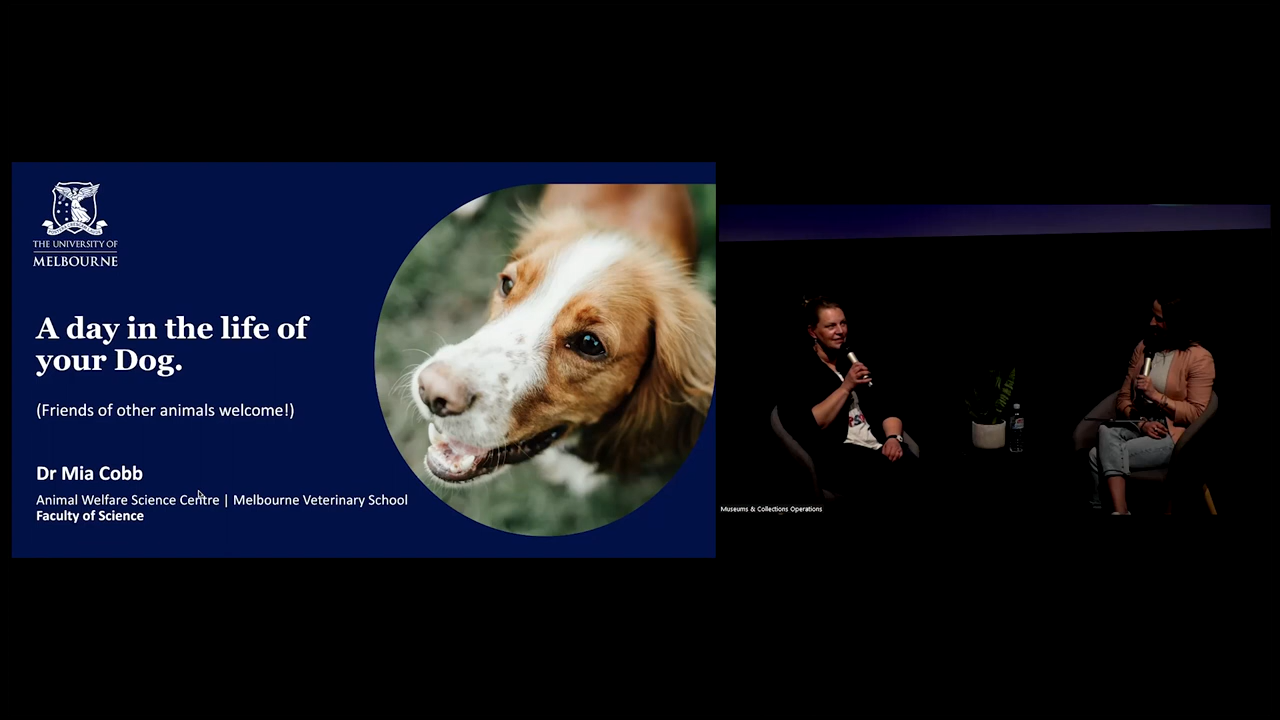 THE UNIVERSITY OF
MELBOURNE
A day in the life of
your Dog.
(Friends of other animals welcome!)
Dr Mia Cobb
Animal Welfare Science Centre | Melbourne Veterinary School
Faculty of Science
Museums & Collections Operations